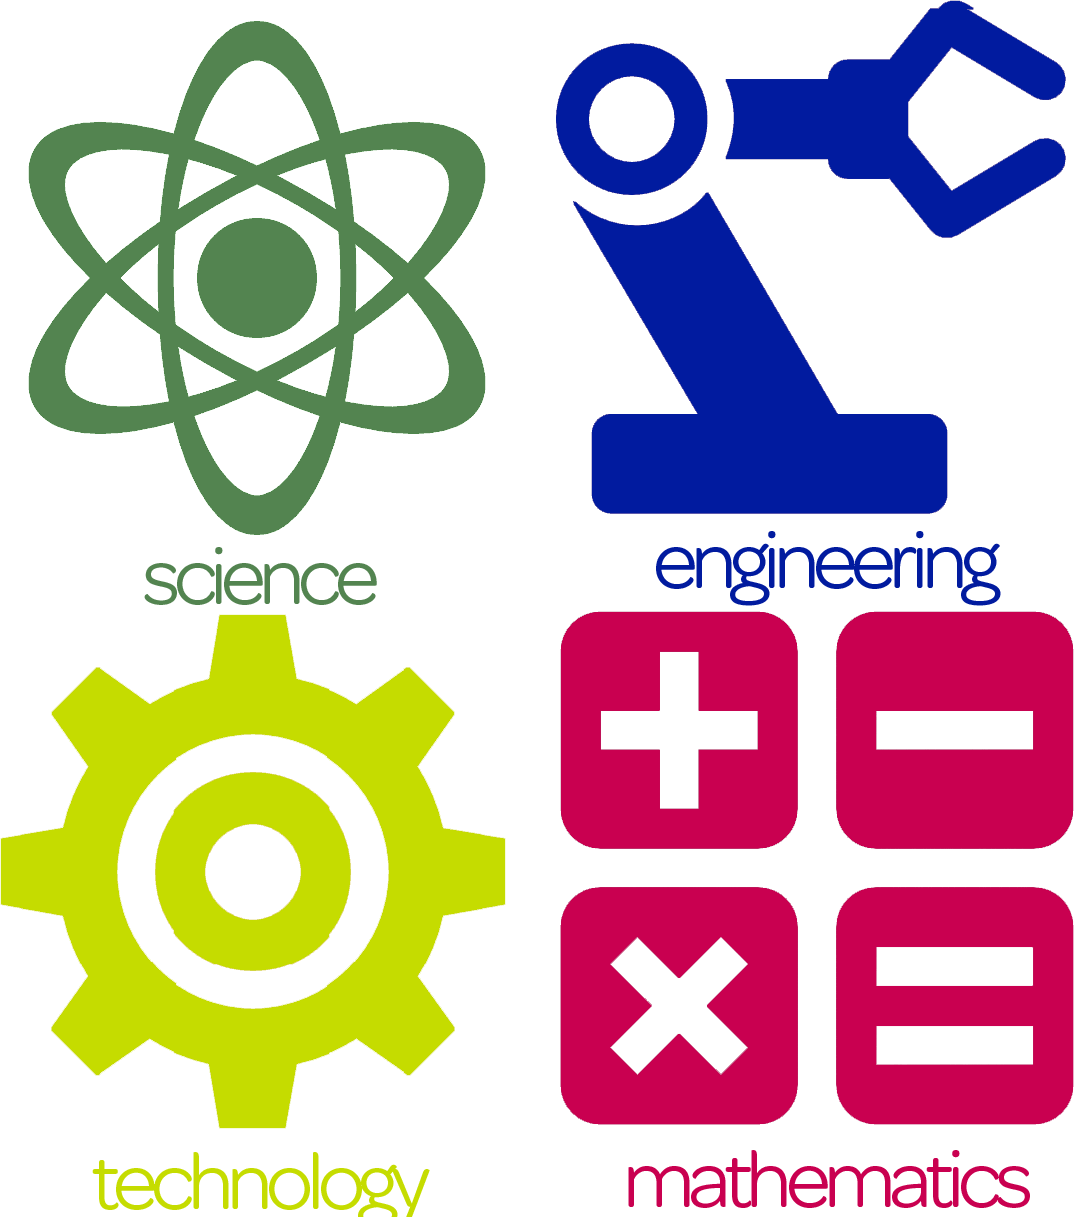 science
engineering
+ −
× =
technology
mathematics